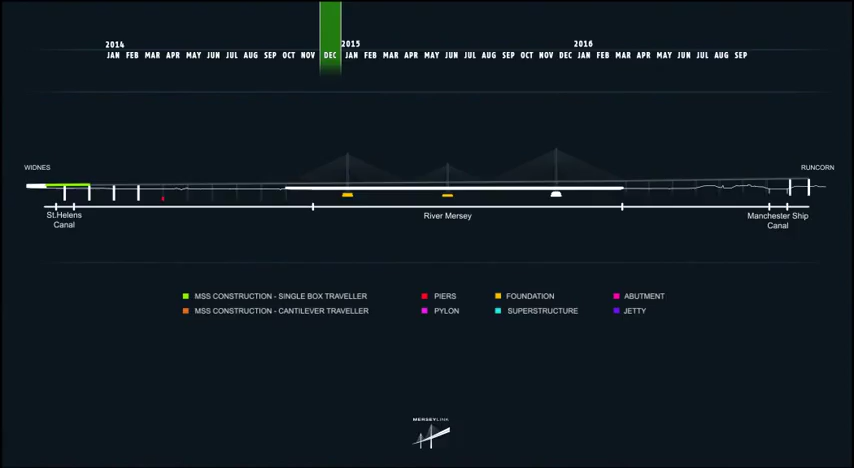 2014 2015 2016
JAN FEB MAR APR MAY JUN JUL AUG SEP OCT NOV DEC JAN FEB MAR APR MAY JUN JUL AUG SEP OCT NOV DEC JAN FEB MAR APR MAY JUN JUL AUG SEP
WIDNES RUNCORN
St.Helens
Canal
River Mersey
Manchester Ship
Canal
MSS CONSTRUCTION - SINGLE BOX TRAVELLER PIERS FOUNDATION ABUTMENT
MSS CONSTRUCTION - CANTILEVER TRAVELLER PYLON SUPERSTRUCTURE JETTY
MERSEYLINK